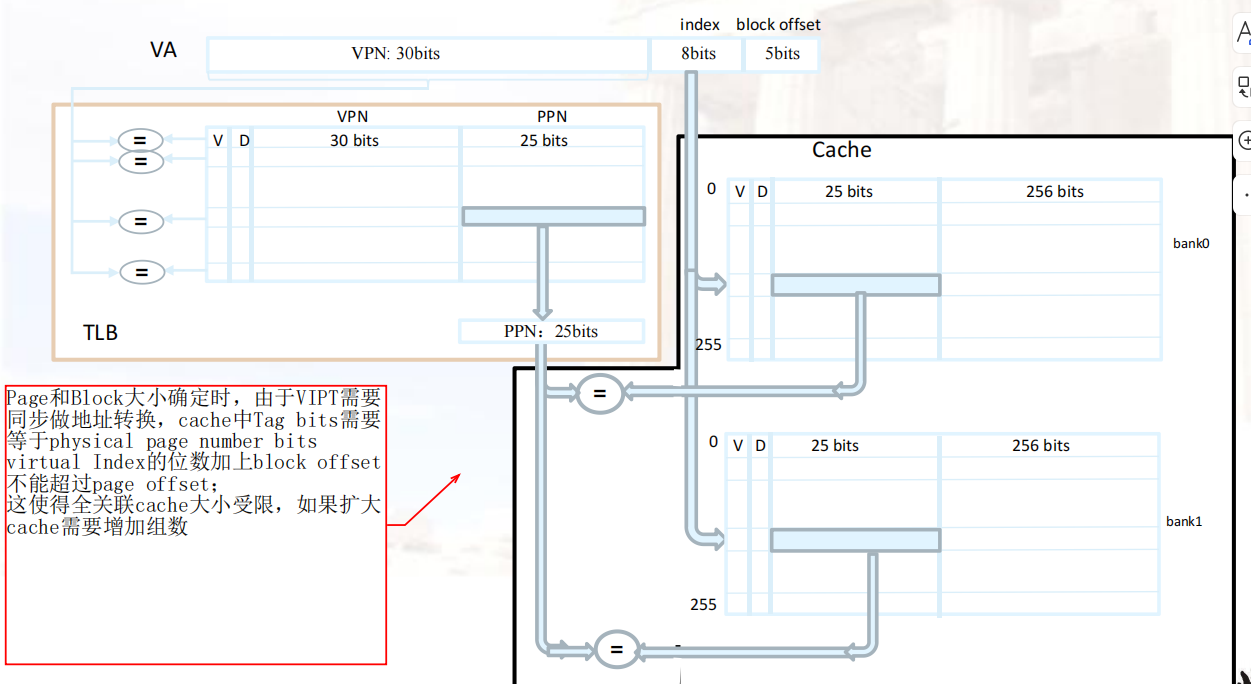 index block offset
VA VPN: 30bits 8bits 5bits
VPN PPN
= V D 30 bits 25 bits
=
=
=
TLB PPN：25bits
Cache
0 V D 25 bits 256 bits
bank0
255
=
0 V D 25 bits 256 bits
bank1
255
=
Page和Block大小确定时，由于VIPT需要
同步做地址转换，cache中Tag bits需要
等于physical page number bits
virtual Index的位数加上block offset
不能超过page offset；
这使得全关联cache大小受限，如果扩大
cache需要增加组数